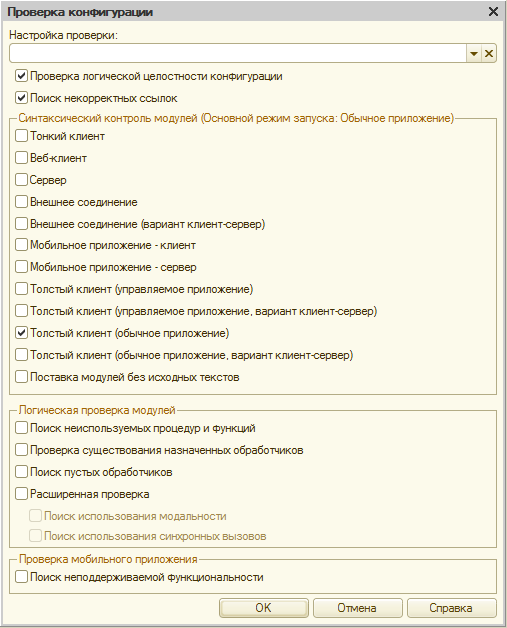 Проверка конфигурации
Настройка проверки:
Проверка логической целостности конфигурации
Поиск некорректных ссылок
Синтаксический контроль модулей (Основной режим запуска: Обычное приложение)
Тонкий клиент
Веб-клиент
Сервер
Внешнее соединение
Внешнее соединение (вариант клиент-сервер)
Мобильное приложение - клиент
Мобильное приложение - сервер
Толстый клиент (управляемое приложение)
Толстый клиент (управляемое приложение, вариант клиент-сервер)
Толстый клиент (обычное приложение)
Толстый клиент (обычное приложение, вариант клиент-сервер)
Поставка модулей без исходных текстов
Логическая проверка модулей
Поиск неиспользуемых процедур и функций
Проверка существования назначенных обработчиков
Поиск пустых обработчиков
Расширенная проверка
Поиск использования модальности
Поиск использования синхронных вызовов
Проверка мобильного приложения
Поиск неподдерживаемой функциональности
OK Отмена Справка